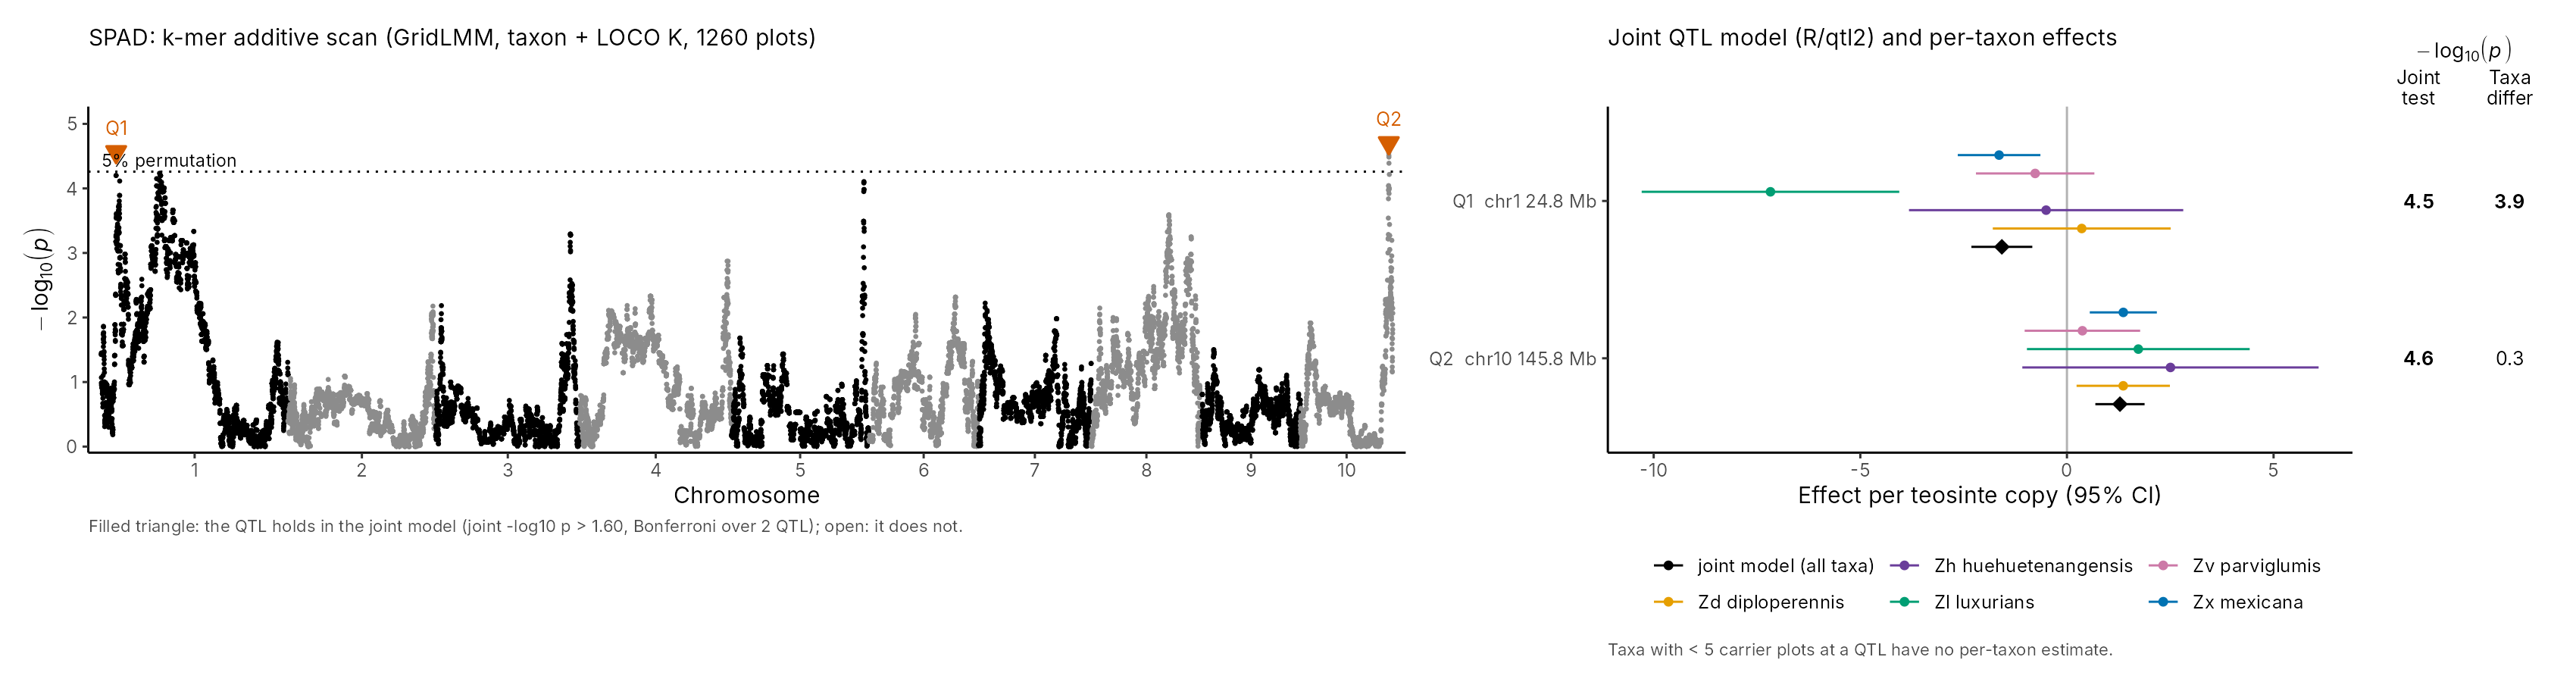 SPAD: k-mer additive scan (GridLMM, taxon + LOCO K, 1260 plots)
Q1
Q2
5% permutation
5
4
3
2
1
0
−log10(p)
1 2 3 4 5 6 7 8 9 10
Chromosome
Filled triangle: the QTL holds in the joint model (joint -log10 p > 1.60, Bonferroni over 2 QTL); open: it does not.
Joint QTL model (R/qtl2) and per-taxon effects
−log10(p)
Joint test
Taxa differ
Q1 chr1 24.8 Mb
4.5 3.9
Q2 chr10 145.8 Mb
4.6 0.3
-10 -5 0 5
Effect per teosinte copy (95% CI)
joint model (all taxa) Zh huehuetenangensis Zv parviglumis
Zd diploperennis Zl luxurians Zx mexicana
Taxa with < 5 carrier plots at a QTL have no per-taxon estimate.